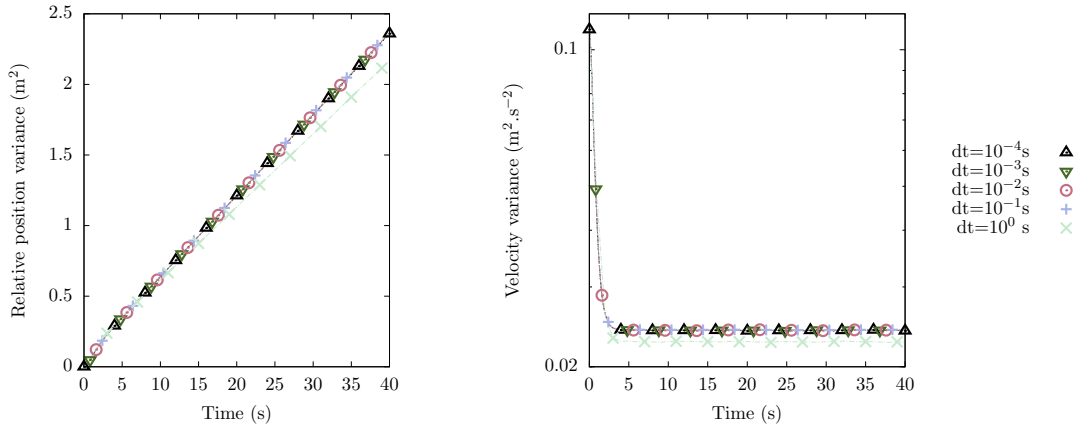 2.5
2
1.5
1
0.5
0
0 5 10 15 20 25 30 35 40
Relative position variance (m²)
Time (s)
0.1
0.02
0 5 10 15 20 25 30 35 40
Velocity variance (m².s⁻²)
Time (s)
dt=10⁻⁴s
dt=10⁻³s
dt=10⁻²s
dt=10⁻¹s
dt=10⁰ s